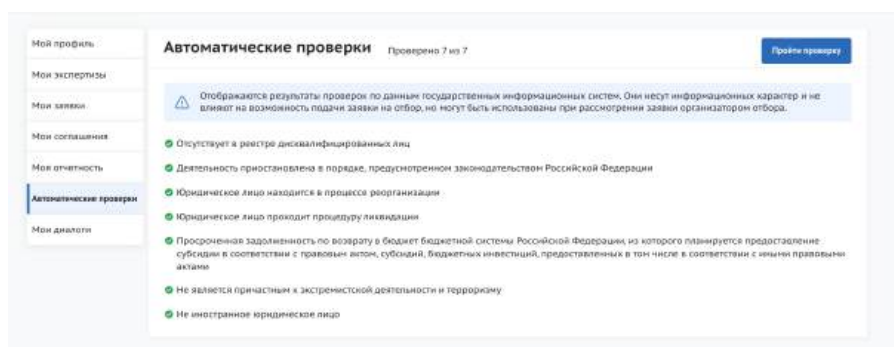 Мой профиль
Мои экспертизы
Мои заявки
Мои соглашения
Моя отчетность
Автоматические проверки
Мои диалоги
Автоматические проверки Проверено 7 из 7
Пройти проверку
Отображаются результаты проверок по данным государственных информационных систем. Они несут информационных характер и не
влияют на возможность подачи заявки на отбор, но могут быть использованы при рассмотрении заявки организатором отбора.
Отсутствует в реестре дисквалифицированных лиц
Деятельность приостановлена в порядке, предусмотренном законодательством Российской Федерации
Юридическое лицо находится в процессе реорганизации
Юридическое лицо проходит процедуру ликвидации
Просроченная задолженность по возврату в бюджет бюджетной системы Российской Федерации, из которого планируется предоставление
субсидии в соответствии с правовым актом, субсидий, бюджетных инвестиций, предоставленных в том числе в соответствии с иными правовыми
актами
Не является причастным к экстремистской деятельности и терроризму
Не иностранное юридическое лицо